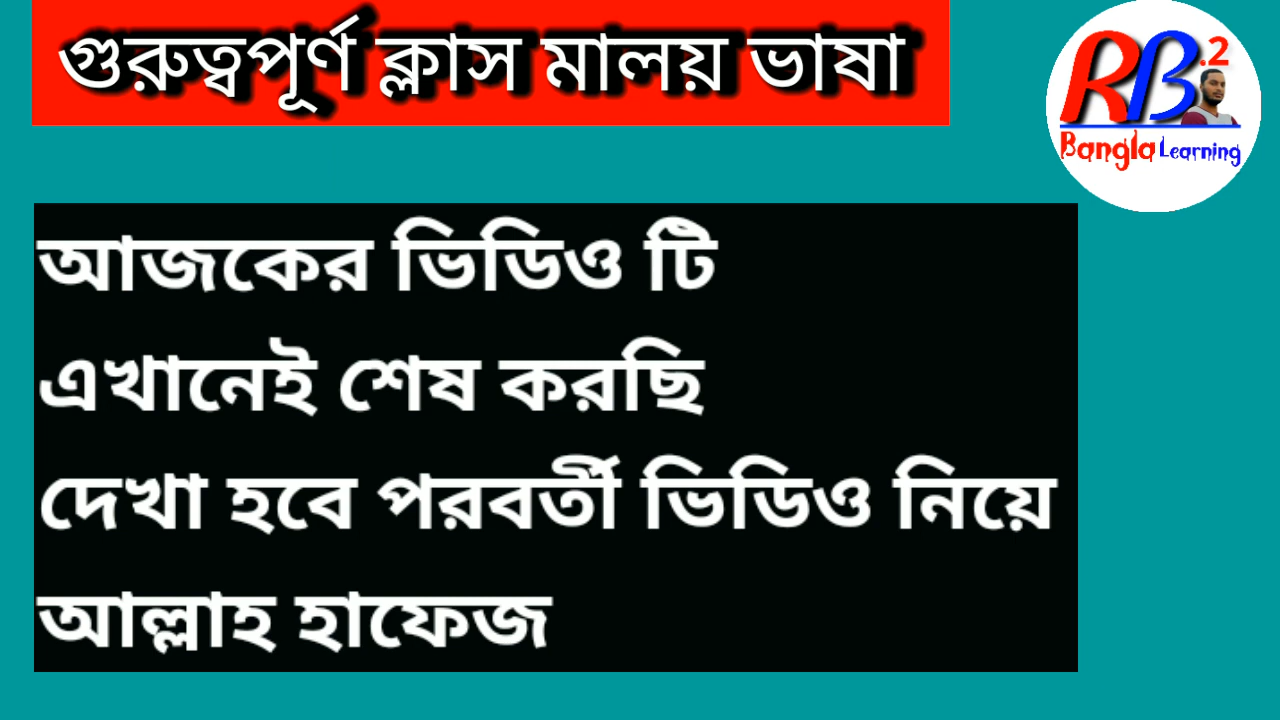 গুরুত্বপূর্ণ ক্লাস মালয় ভাষা
RB.2
Bangla Learning
আজকের ভিডিও টি
এখানেই শেষ করছি
দেখা হবে পরবর্তী ভিডিও নিয়ে
আল্লাহ হাফেজ